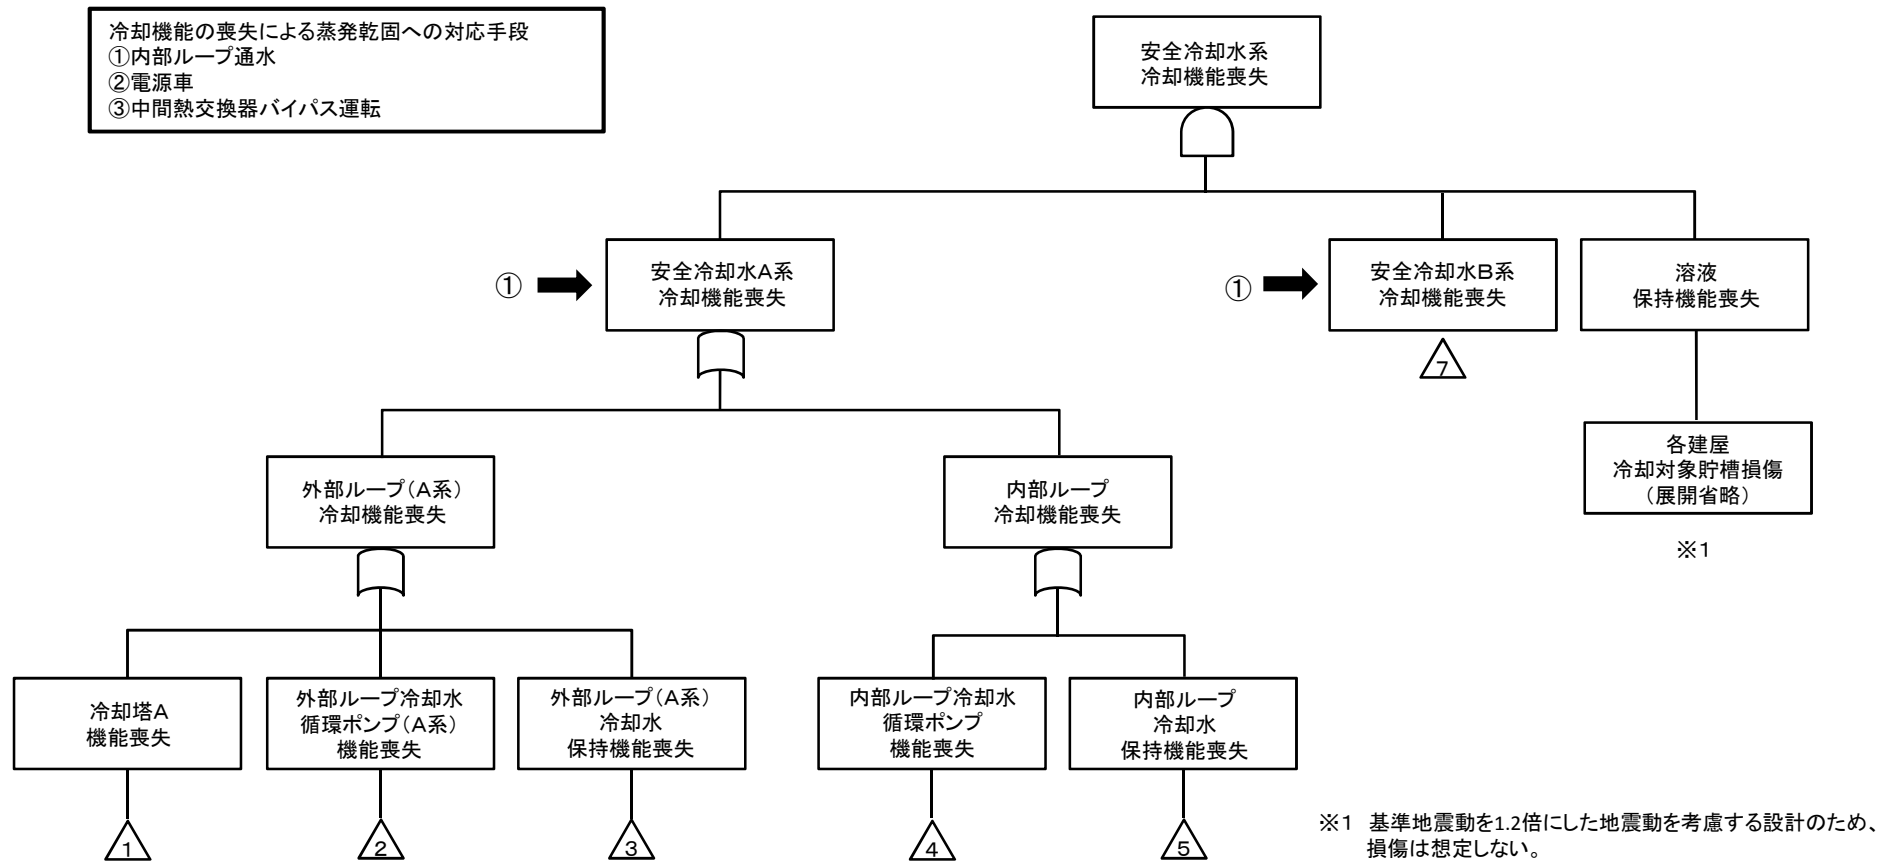 冷却機能の喪失による蒸発乾固への対応手段
①内部ループ通水
②電源車
③中間熱交換器バイパス運転
安全冷却水系
冷却機能喪失
①
安全冷却水A系
冷却機能喪失
①
安全冷却水B系
冷却機能喪失
7
溶液
保持機能喪失
外部ループ(A系)
冷却機能喪失
内部ループ
冷却機能喪失
各建屋
冷却対象貯槽損傷
(展開省略)
※1
冷却塔A
機能喪失
外部ループ冷却水
循環ポンプ(A系)
機能喪失
外部ループ(A系)
冷却水
保持機能喪失
内部ループ冷却水
循環ポンプ
機能喪失
内部ループ
冷却水
保持機能喪失
1
2
3
4
5
※1 基準地震動を1.2倍にした地震動を考慮する設計のため、
損傷は想定しない。